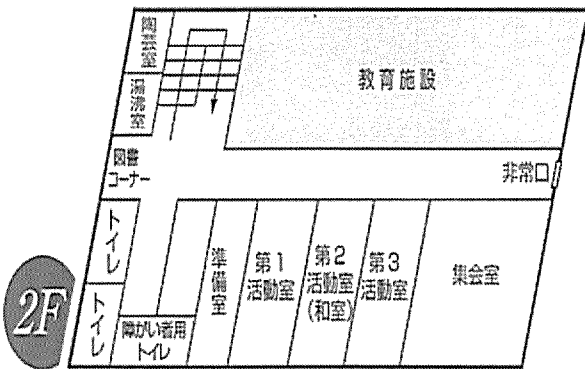 陶芸室
湯沸室
教育施設
図書
コーナー
非常口
トイレ
トイレ
障がい者用
トイレ
準備室
第1
活動室
第2
活動室
(和室)
第3
活動室
集会室
2F